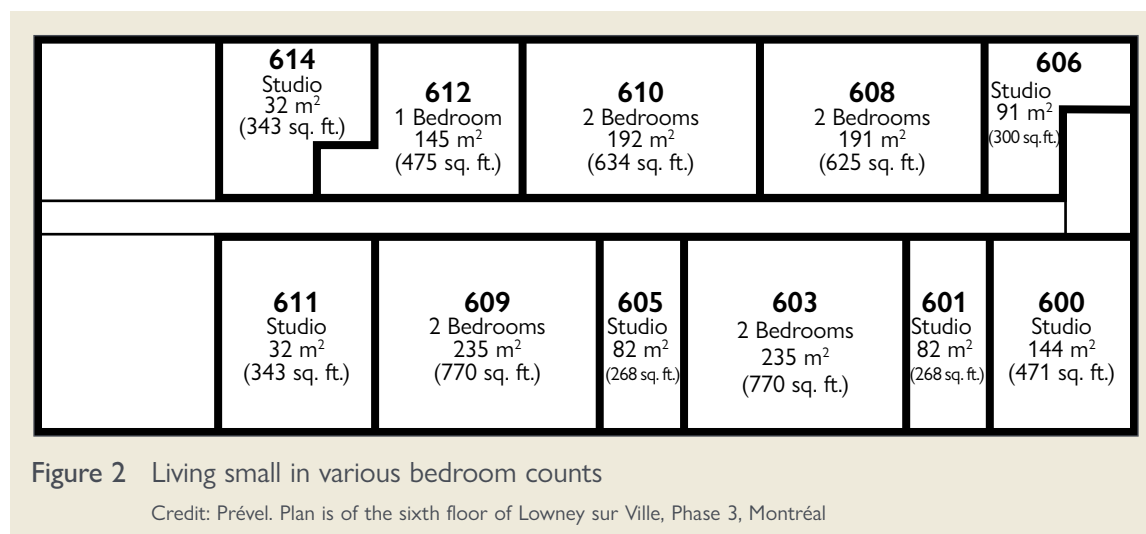 614
Studio
32 m²
(343 sq. ft.)
612
1 Bedroom
145 m²
(475 sq. ft.)
610
2 Bedrooms
192 m²
(634 sq. ft.)
608
2 Bedrooms
191 m²
(625 sq. ft.)
606
Studio
91 m²
(300 sq.ft.)
611
Studio
32 m²
(343 sq. ft.)
609
2 Bedrooms
235 m²
(770 sq. ft.)
605
Studio
82 m²
(268 sq. ft.)
603
2 Bedrooms
235 m²
(770 sq. ft.)
601
Studio
82 m²
(268 sq. ft.)
600
Studio
144 m²
(471 sq. ft.)
Figure 2 Living small in various bedroom counts
Credit: Prével. Plan is of the sixth floor of Lowney sur Ville, Phase 3, Montréal